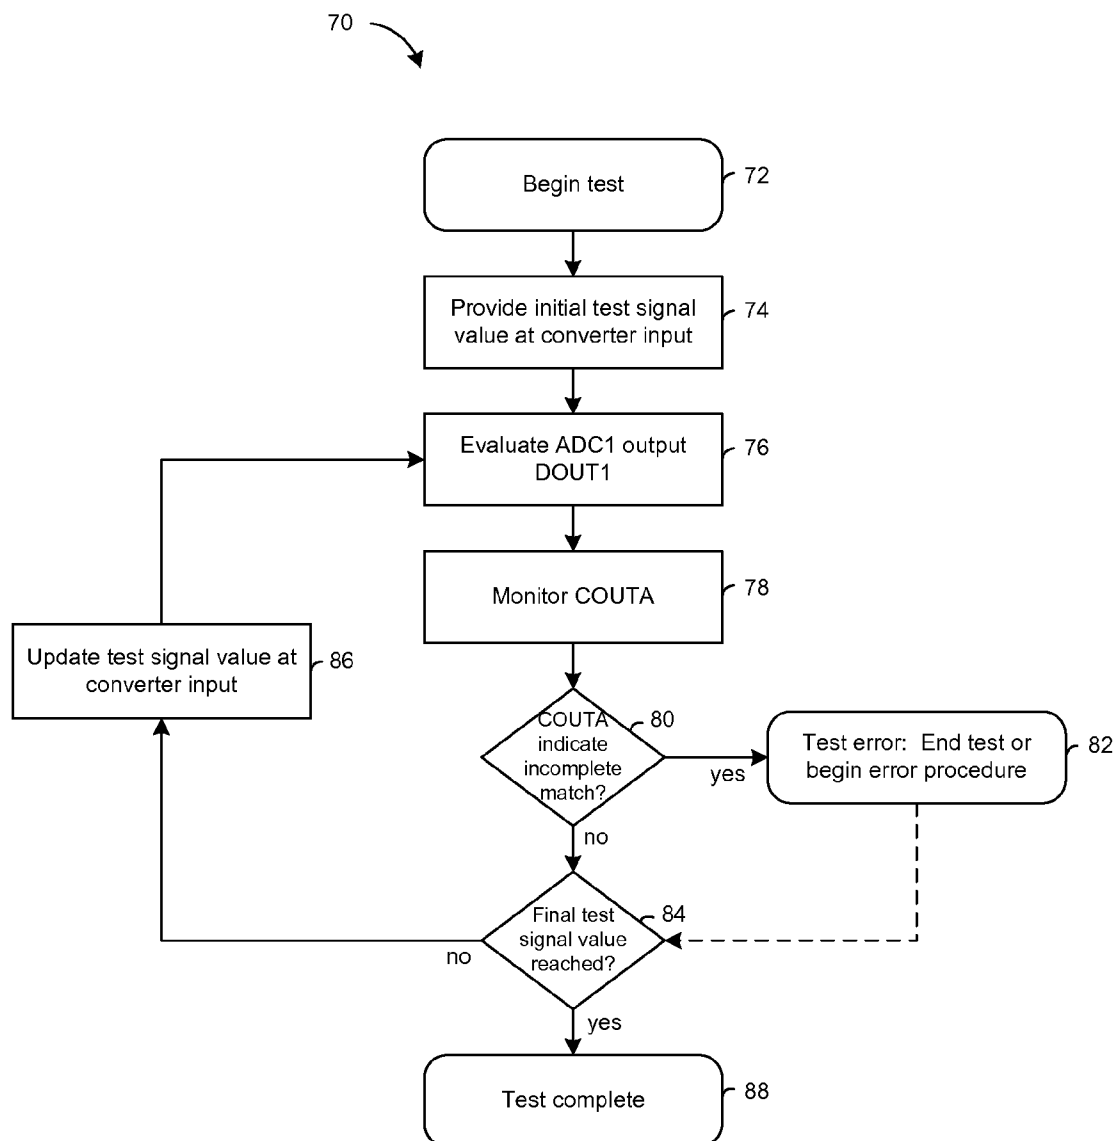 70
Begin test
72
Provide initial test signal
value at converter input
74
Evaluate ADC1 output
DOUT1
76
Monitor COUTA
78
Update test signal value at
converter input
86
COUTA
indicate
incomplete
match?
80
yes
Test error:  End test or
begin error procedure
82
no
Final test
signal value
reached?
84
no
yes
Test complete
88